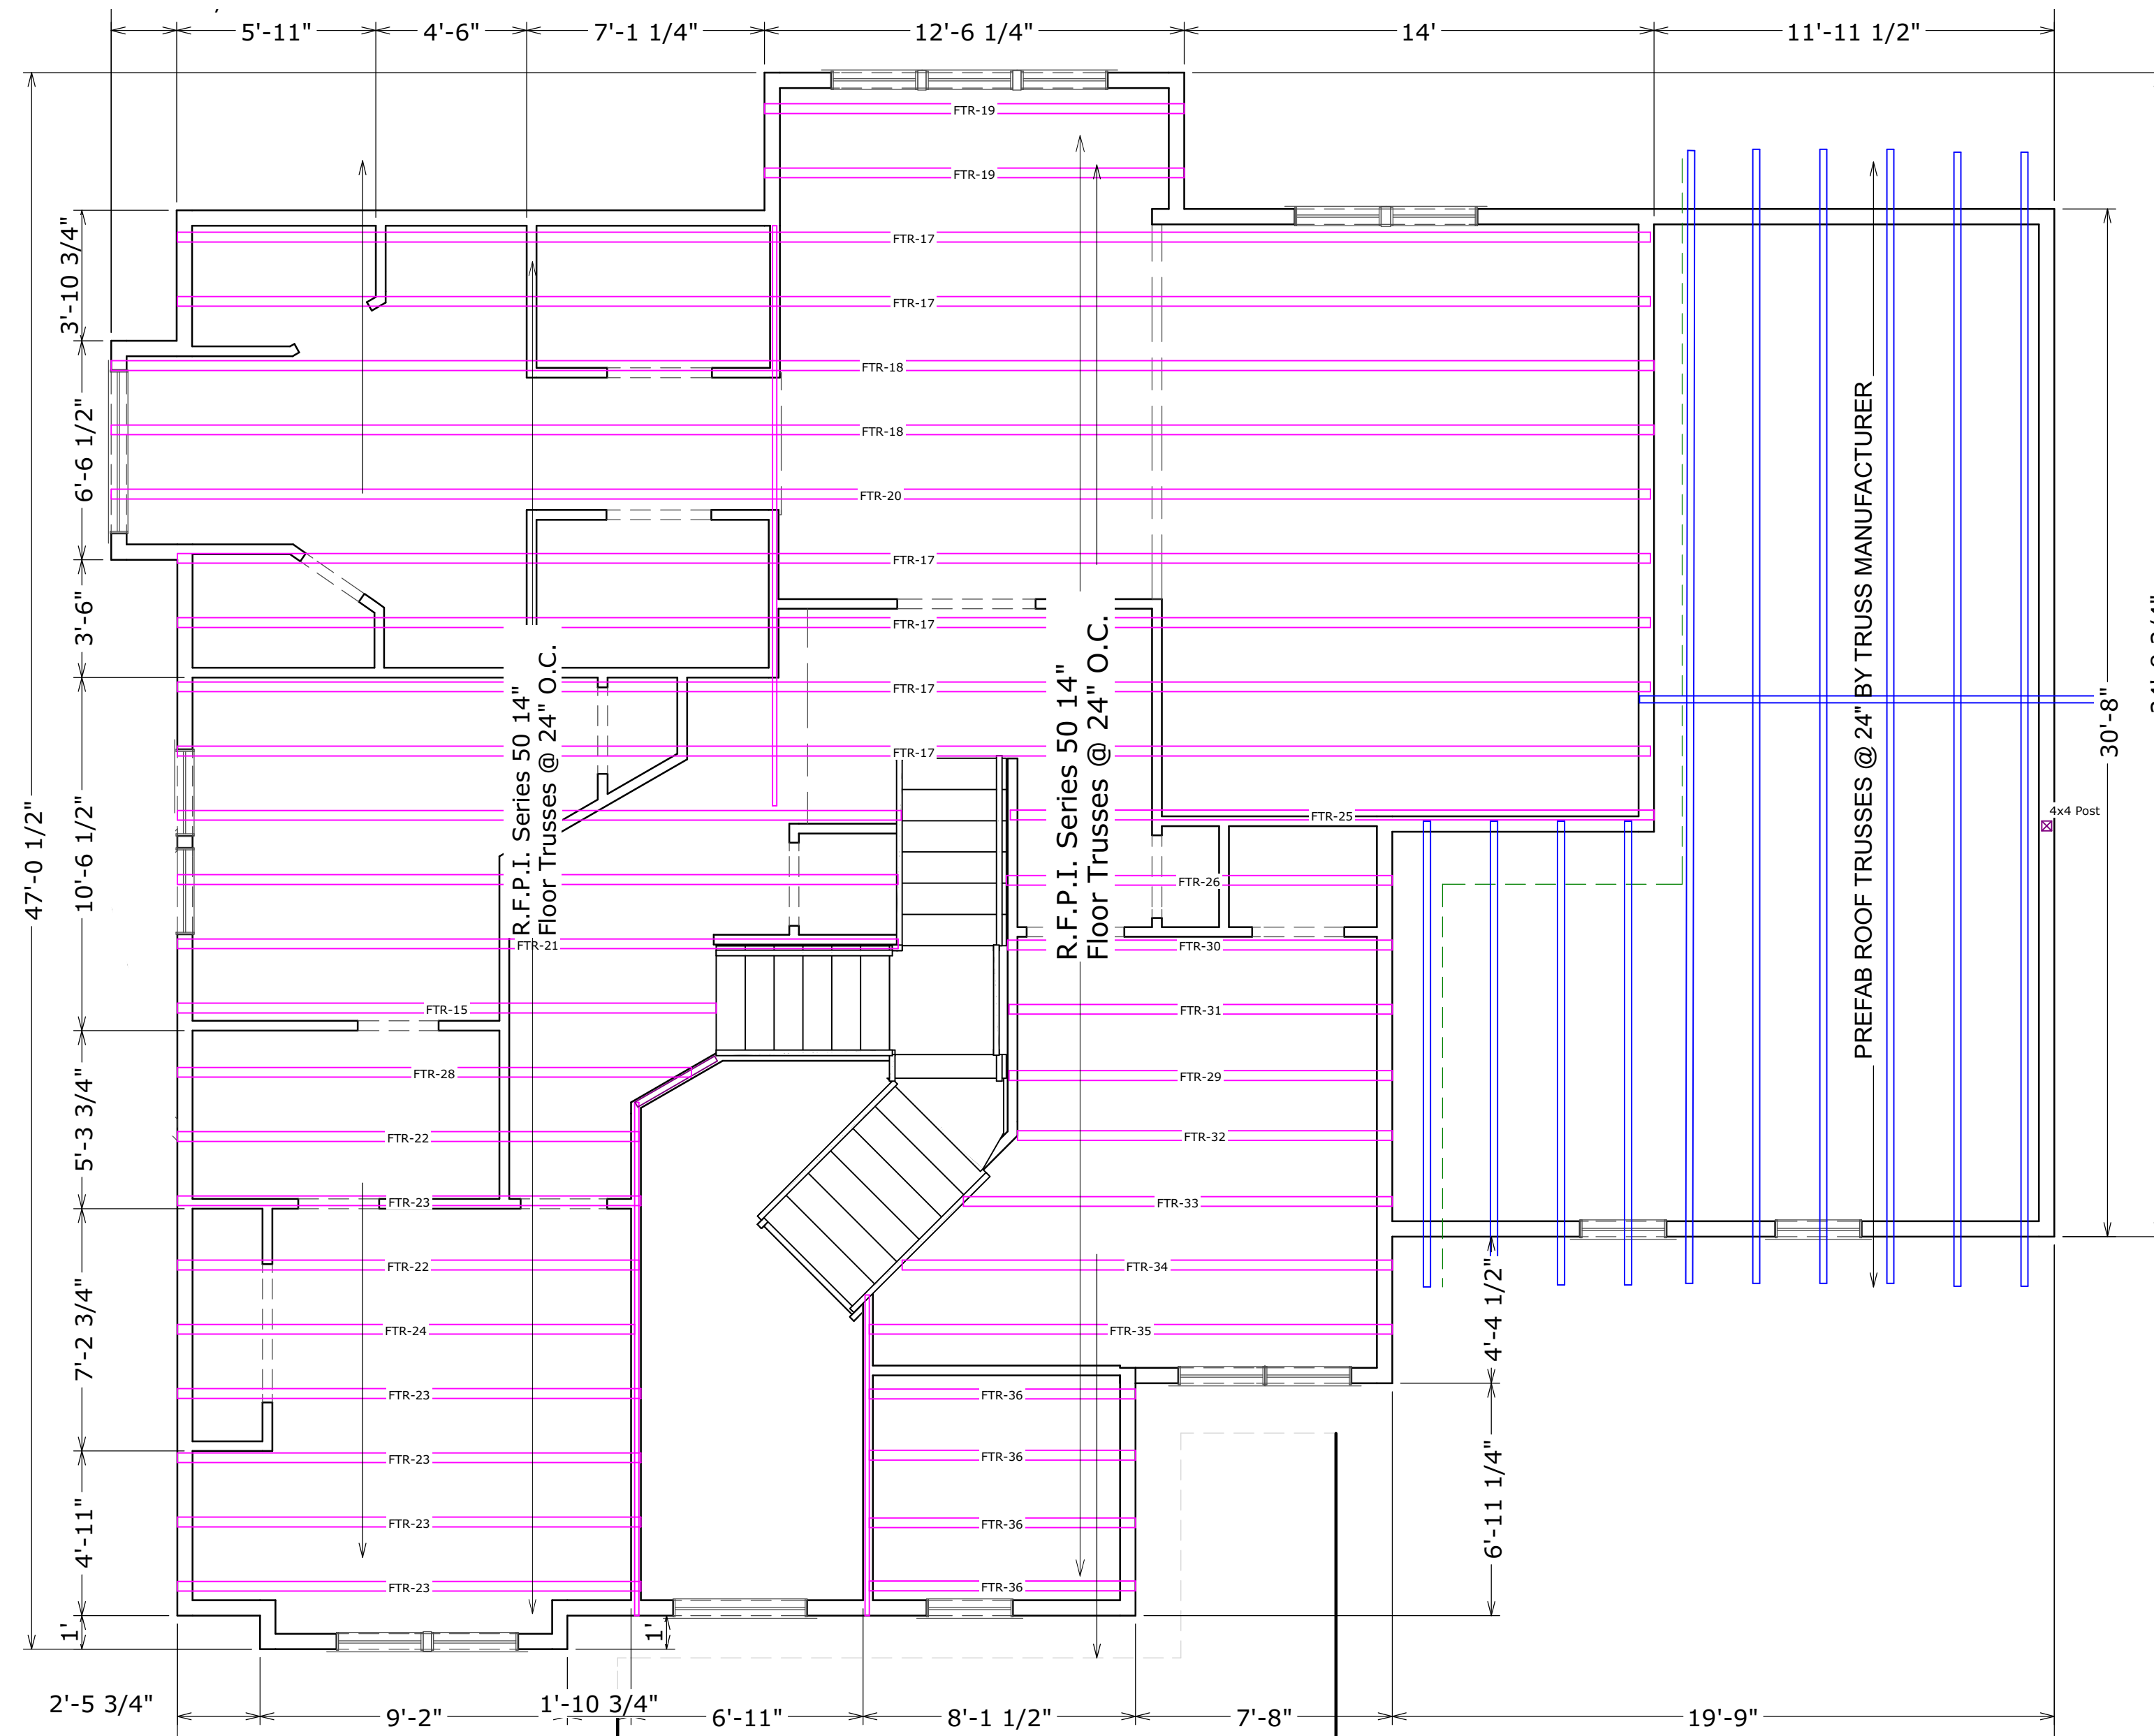 5'-11"
4'-6"
7'-1 1/4"
12'-6 1/4"
14'
11'-11 1/2"
FTR-19
FTR-19
3'-10 3/4"
FTR-17
FTR-17
FTR-18
6'-6 1/2"
FTR-18
FTR-20
FTR-17
3'-6"
FTR-17
FTR-17
FTR-17
47'-0 1/2"
10'-6 1/2"
R.F.P.I. Series 50 14"
Floor Trusses @ 24" O.C.
R.F.P.I. Series 50 14"
Floor Trusses @ 24" O.C.
PREFAB ROOF TRUSSES @ 24" BY TRUSS MANUFACTURER
30'-8"
4x4 Post
FTR-25
FTR-26
FTR-21
FTR-30
FTR-15
FTR-31
FTR-28
FTR-29
5'-3 3/4"
FTR-22
FTR-32
FTR-23
FTR-33
FTR-22
FTR-34
7'-2 3/4"
4'-4 1/2"
FTR-24
FTR-35
FTR-23
FTR-36
FTR-23
FTR-36
6'-11 1/4"
4'-11"
FTR-23
FTR-36
FTR-23
FTR-36
1'
1'
2'-5 3/4"
9'-2"
1'-10 3/4"
6'-11"
8'-1 1/2"
7'-8"
19'-9"